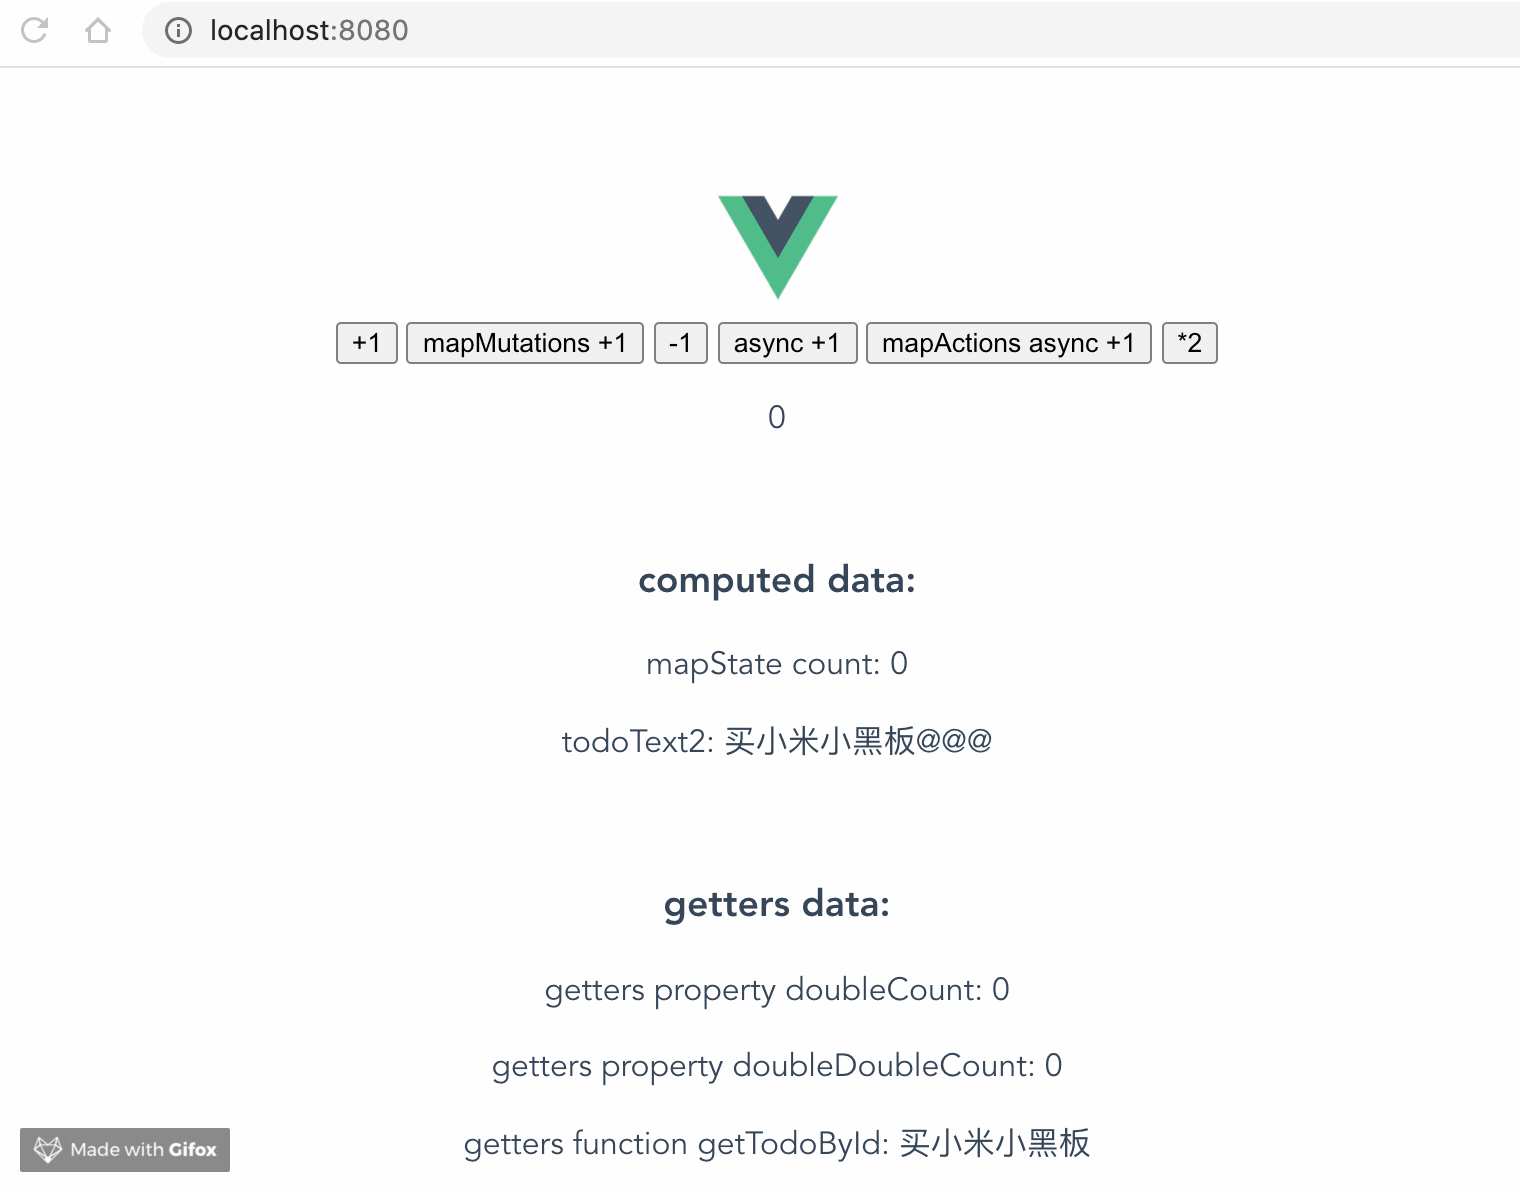 localhost:8080
+1 mapMutations +1 -1 async +1 mapActions async +1 *2
0
computed data:
mapState count: 0
todoText2: 买小米小黑板@@@
getters data:
getters property doubleCount: 0
getters property doubleDoubleCount: 0
getters function getTodoById: 买小米小黑板
Made with Gifox